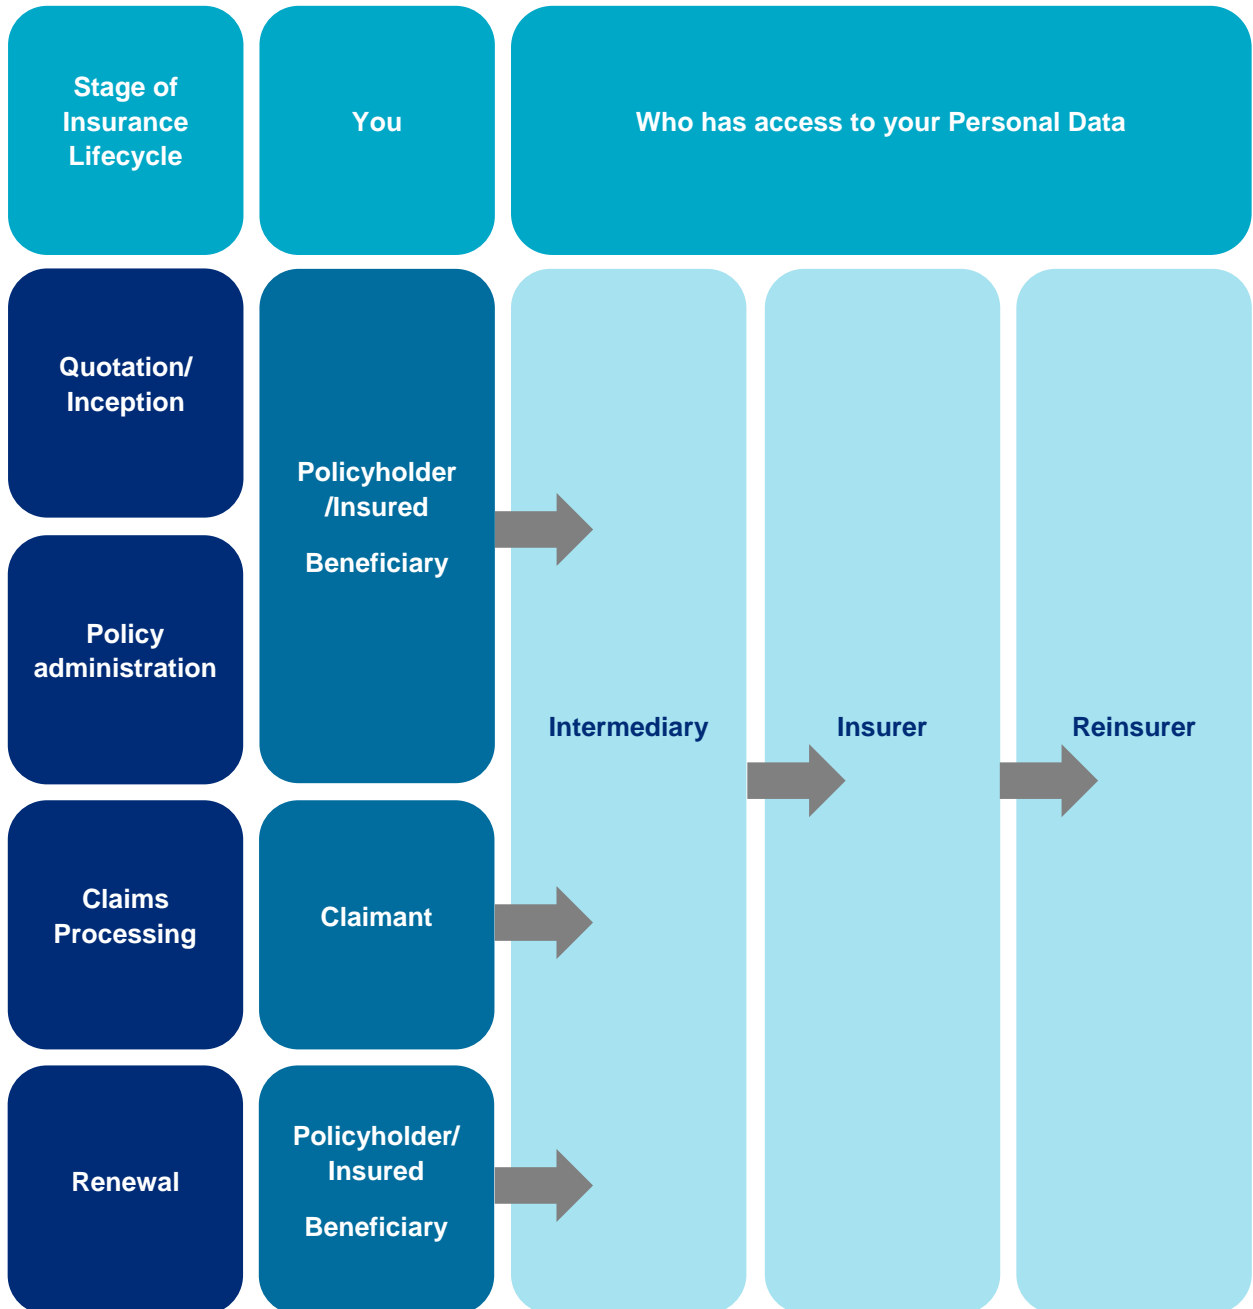 Stage of
Insurance
Lifecycle
You
Who has access to your Personal Data
Quotation/
Inception
Policyholder
/Insured
Beneficiary
Policy
administration
Intermediary
Insurer
Reinsurer
Claims
Processing
Claimant
Renewal
Policyholder/
Insured
Beneficiary